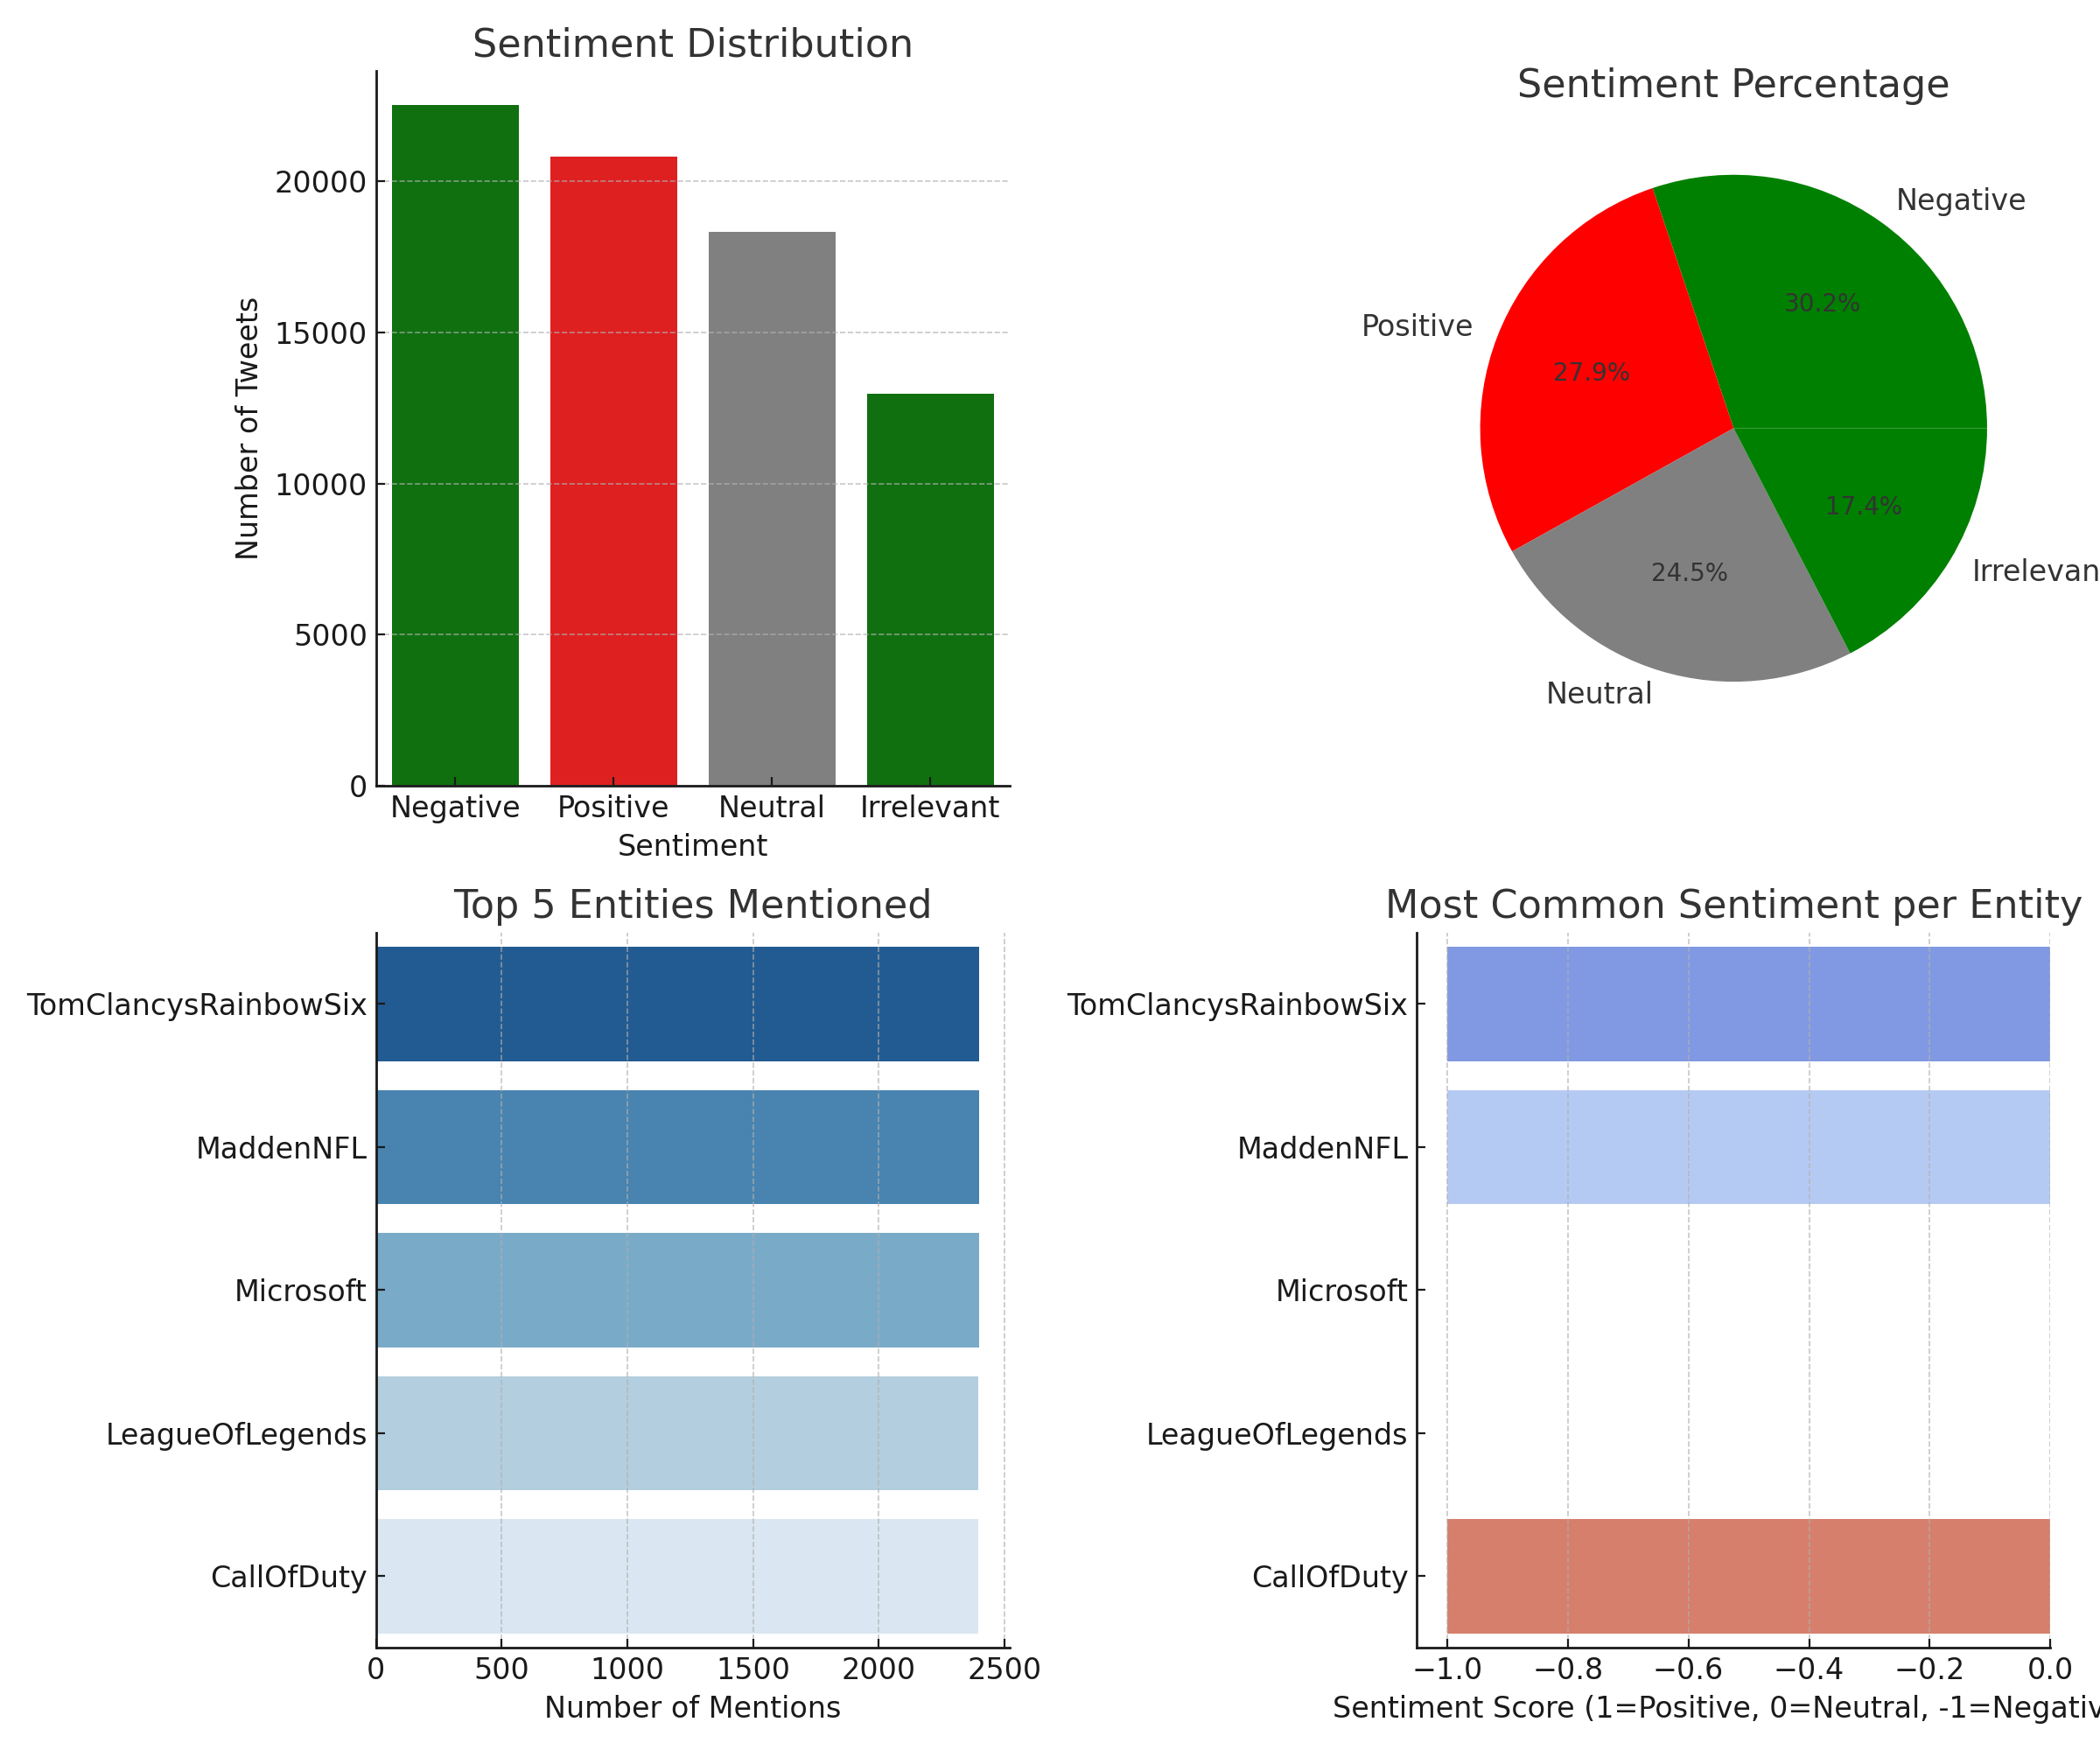 Sentiment Distribution
Number of Tweets
20000
15000
10000
5000
0
Negative
Positive
Neutral
Irrelevant
Sentiment
Sentiment Percentage
Negative
30.2%
Positive
27.9%
Neutral
24.5%
Irrelevan
17.4%
Top 5 Entities Mentioned
TomClancysRainbowSix
MaddenNFL
Microsoft
LeagueOfLegends
CallOfDuty
0
500
1000
1500
2000
2500
Number of Mentions
Most Common Sentiment per Entity
TomClancysRainbowSix
MaddenNFL
Microsoft
LeagueOfLegends
CallOfDuty
−1.0
−0.8
−0.6
−0.4
−0.2
0.0
Sentiment Score (1=Positive, 0=Neutral, -1=Negativ